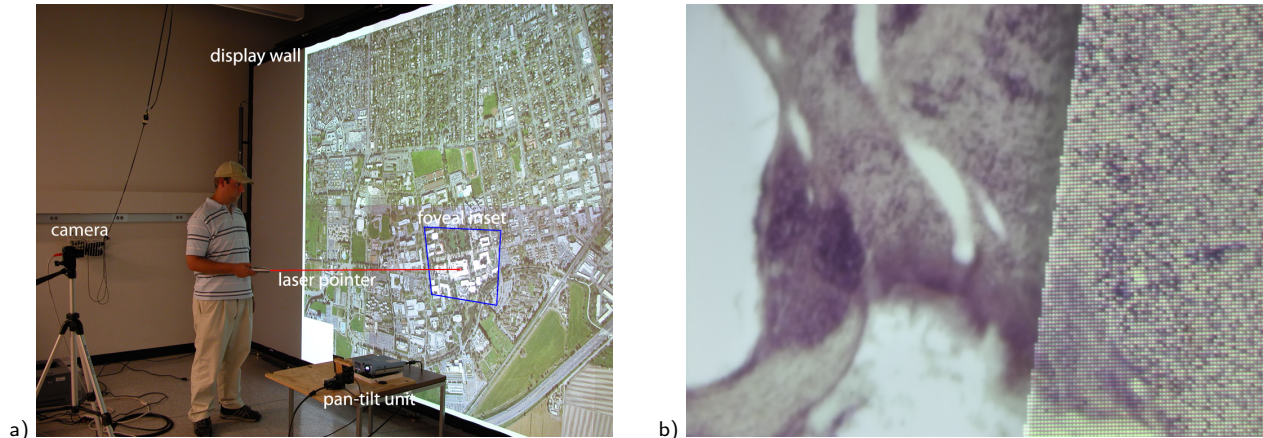 display wall
foveal inset
camera
laser pointer
pan-tilt unit
a)
b)